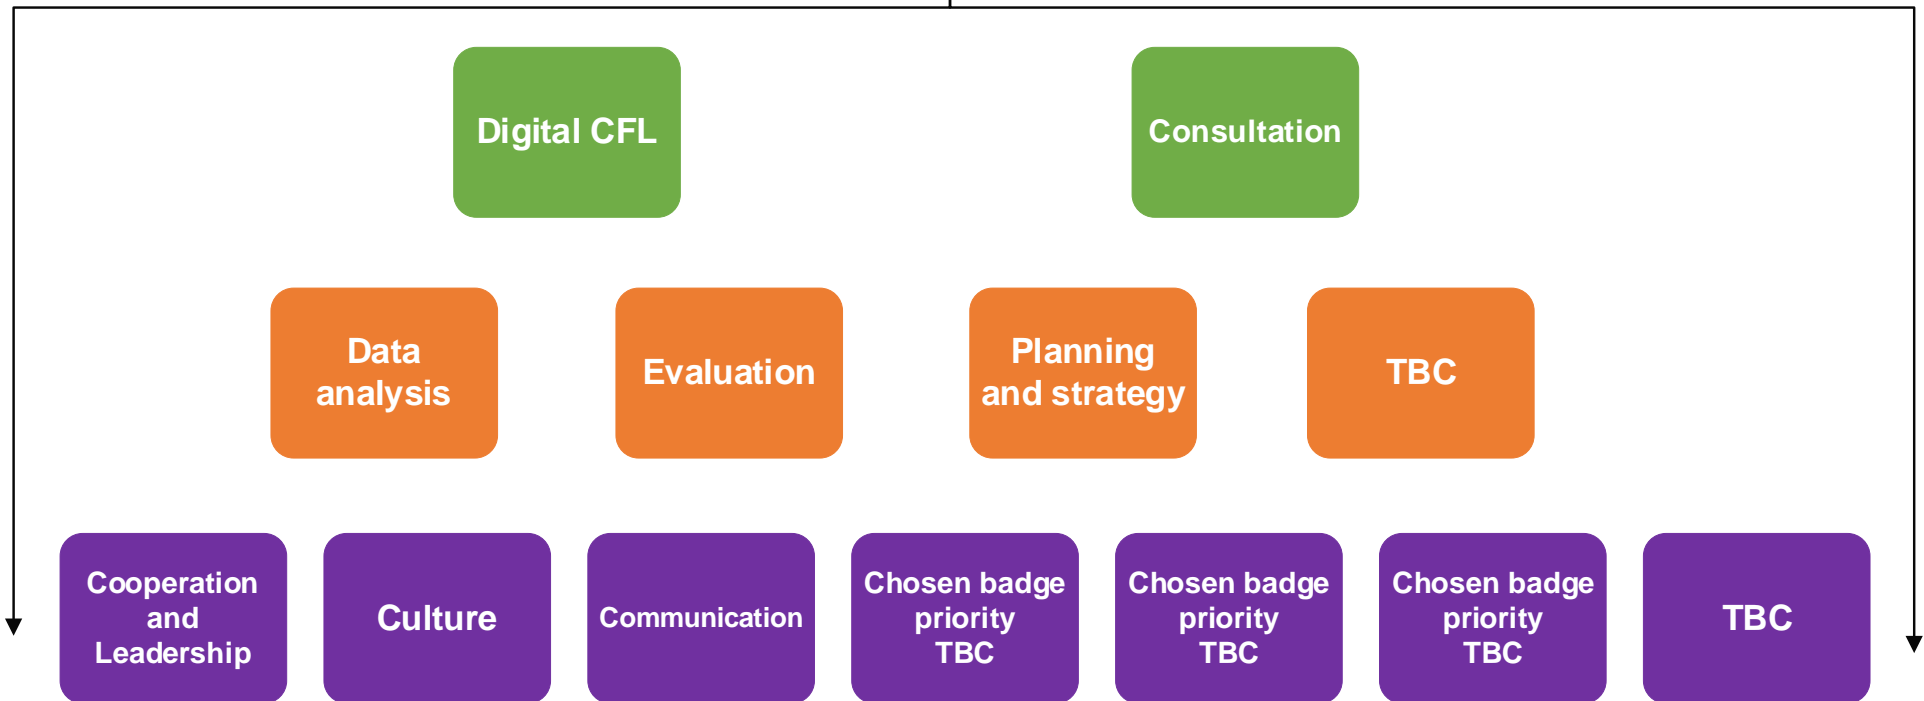 Digital CFL
Consultation
Data
analysis
Evaluation
Planning
and strategy
TBC
Cooperation
and
Leadership
Culture
Communication
Chosen badge
priority
TBC
Chosen badge
priority
TBC
Chosen badge
priority
TBC
TBC